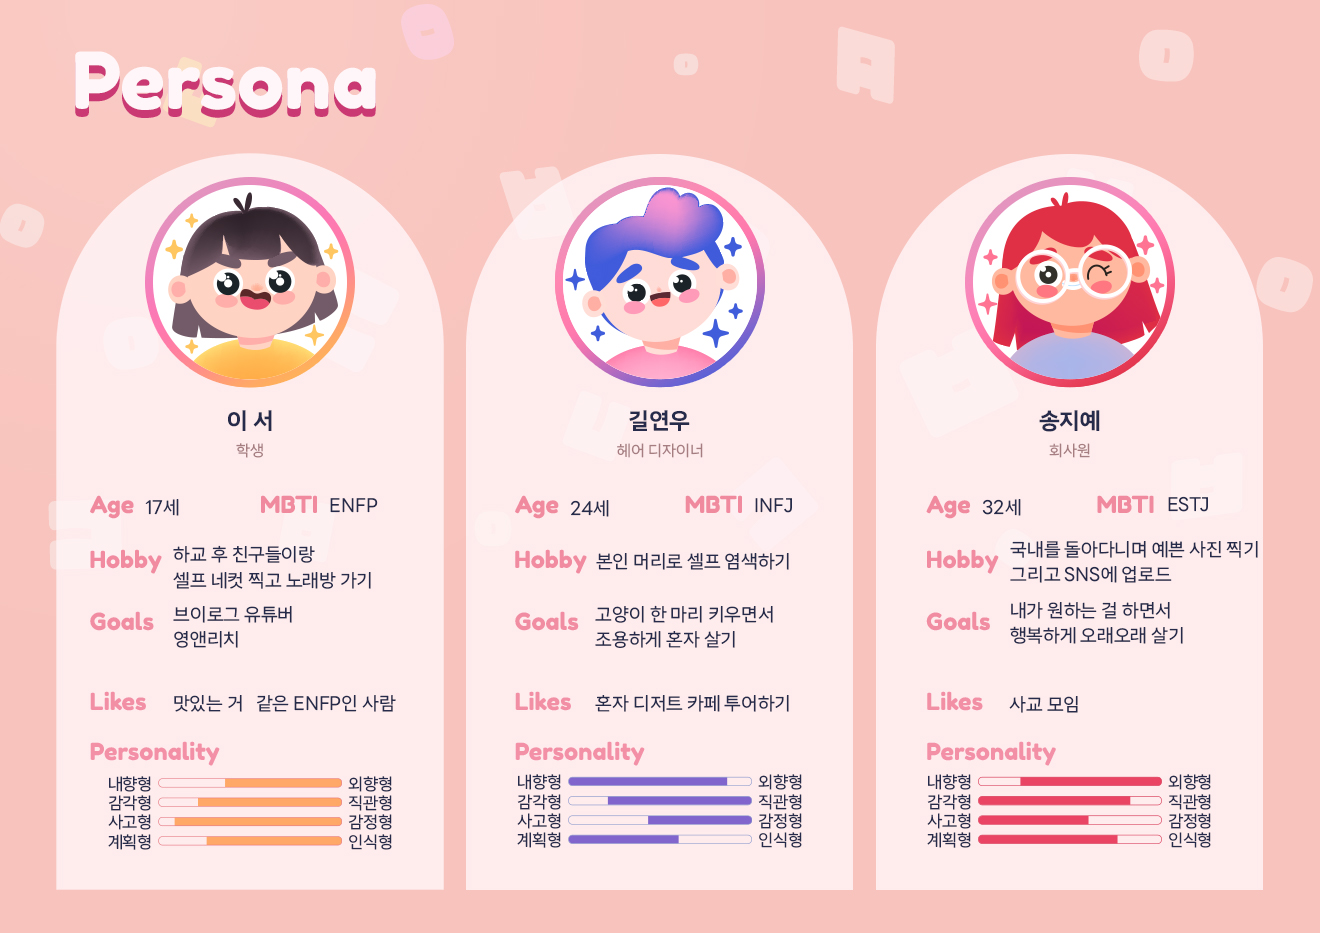 Persona
이 서
학생
Age 17세 MBTI ENFP
Hobby 하교 후 친구들이랑
셀프 네컷 찍고 노래방 가기
Goals 브이로그 유튜버
영앤리치
Likes 맛있는 거 같은 ENFP인 사람
Personality
내향형 외향형
감각형 직관형
사고형 감정형
계획형 인식형
길연우
헤어 디자이너
Age 24세 MBTI INFJ
Hobby 본인 머리로 셀프 염색하기
Goals 고양이 한 마리 키우면서
조용하게 혼자 살기
Likes 혼자 디저트 카페 투어하기
Personality
내향형 외향형
감각형 직관형
사고형 감정형
계획형 인식형
송지예
회사원
Age 32세 MBTI ESTJ
Hobby 국내를 돌아다니며 예쁜 사진 찍기
그리고 SNS에 업로드
Goals 내가 원하는 걸 하면서
행복하게 오래오래 살기
Likes 사교 모임
Personality
내향형 외향형
감각형 직관형
사고형 감정형
계획형 인식형